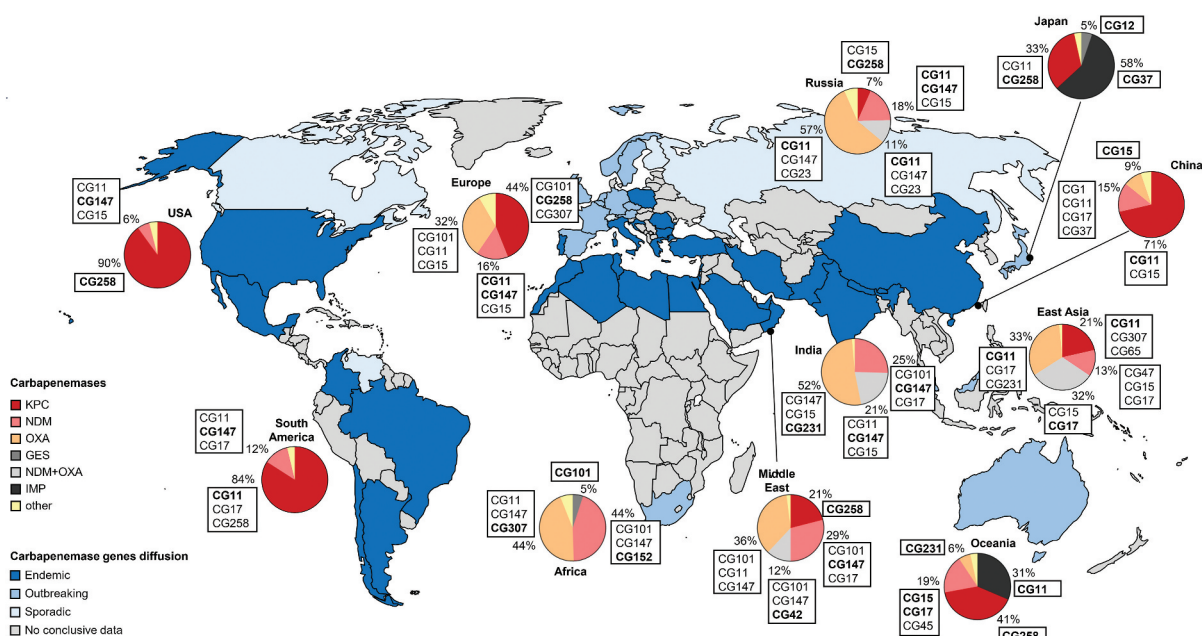 Japan
5%
CG12
33%
CG11
CG258
58%
CG37
CG15
CG258
7%
Russia
CG11
CG147
CG15
18%
57%
CG11
CG147
CG23
11%
CG11
CG147
CG23
CG15
9%
China
CG1
CG11
CG17
CG37
15%
71%
CG11
CG15
CG11
CG147
CG15
6%
USA
90%
CG258
Europe
44%
CG101
CG258
CG307
32%
CG101
CG11
CG15
16%
CG11
CG147
CG15
East Asia
21%
CG11
CG307
CG65
33%
CG11
CG17
CG231
13%
CG47
CG15
CG17
32%
CG15
CG17
India
25%
CG101
CG147
CG17
52%
CG147
CG15
CG231
21%
CG11
CG147
CG15
Carbapenemases
KPC
NDM
OXA
GES
NDM+OXA
IMP
other
CG11
CG147
CG17
12%
South
America
84%
CG11
CG17
CG258
CG101
5%
CG11
CG147
CG307
44%
44%
CG101
CG147
CG152
Africa
Middle
East
21%
CG258
29%
CG101
CG147
CG17
36%
CG101
CG11
CG147
12%
CG101
CG147
CG42
Oceania
CG231
6%
31%
CG11
19%
CG15
CG17
CG45
41%
CG258
Carbapenemase genes diffusion
Endemic
Outbreaking
Sporadic
No conclusive data